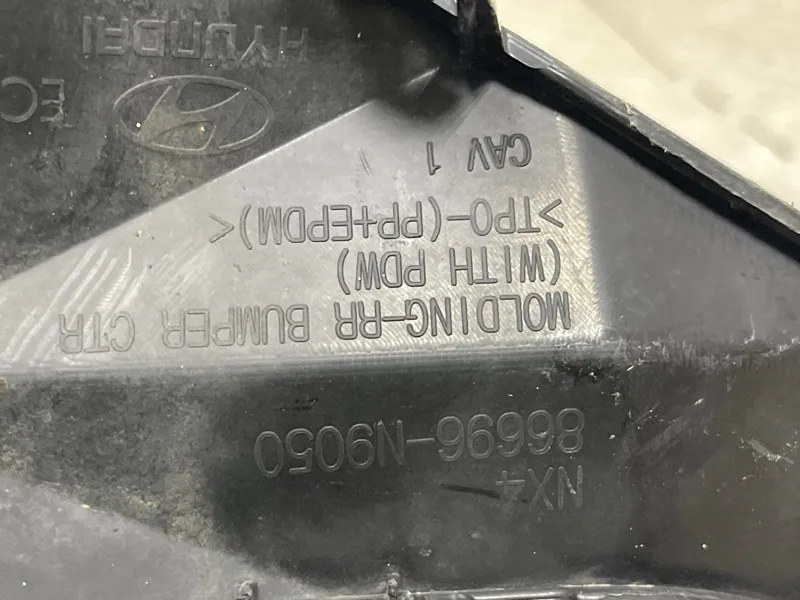 NX4
86696-N9050
MOLDING-RR BUMPER CTR
(WITH PDW)
>TPO-(PP+EPDM)<
CAV 1
HYUNDAI